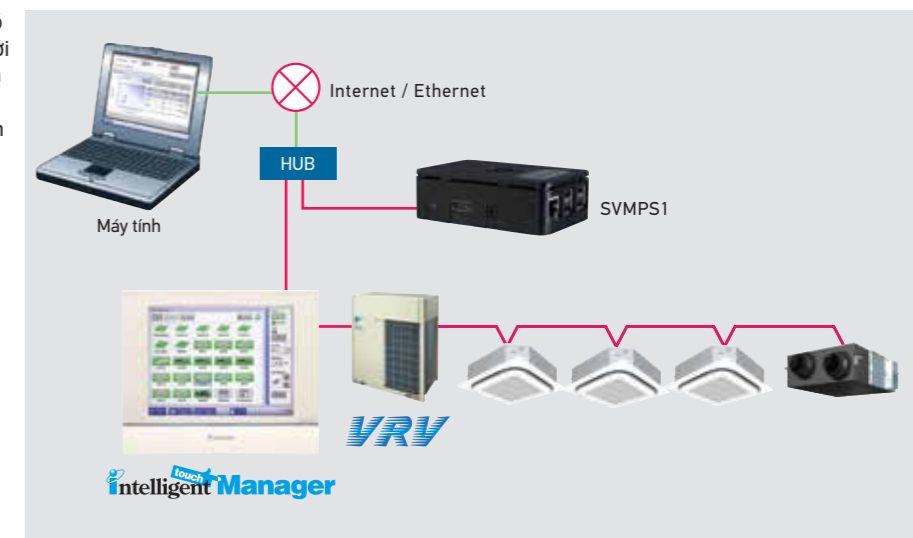 Internet / Ethernet
HUB
SVMPS1
Máy tính
VRV
intelligent touch Manager